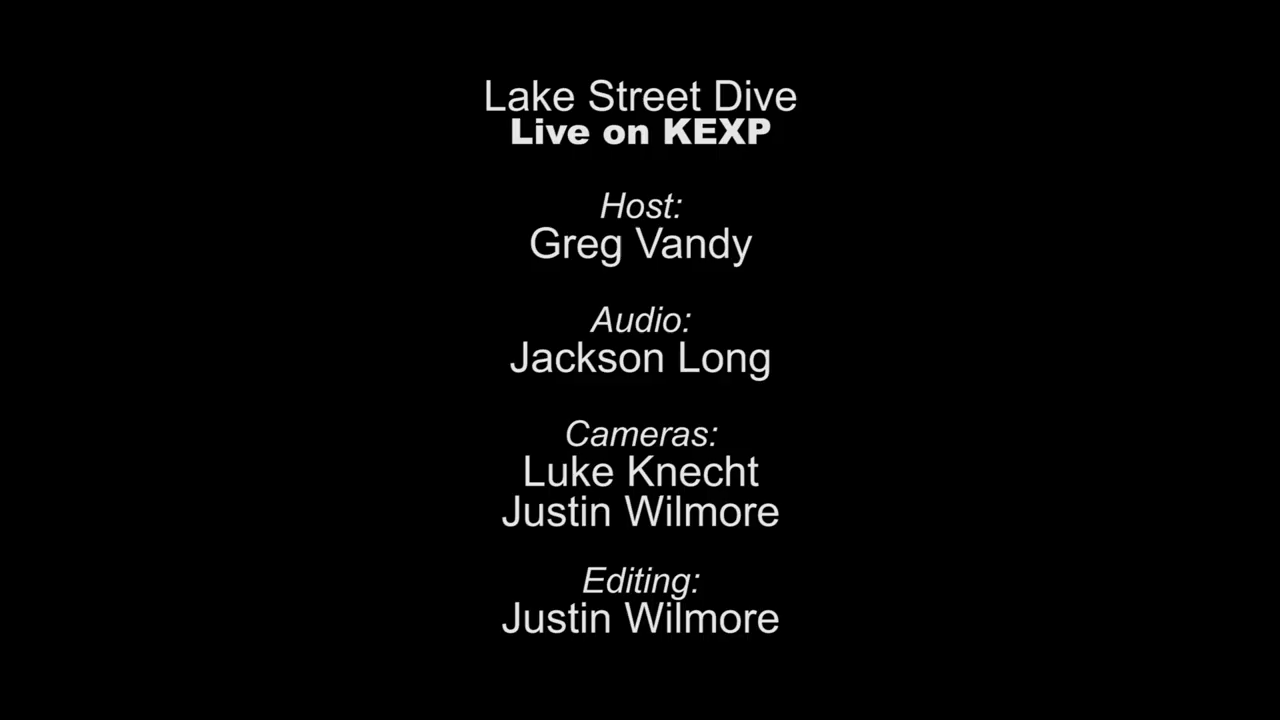 Lake Street Dive
Live on KEXP
Host:
Greg Vandy
Audio:
Jackson Long
Cameras:
Luke Knecht
Justin Wilmore
Editing:
Justin Wilmore